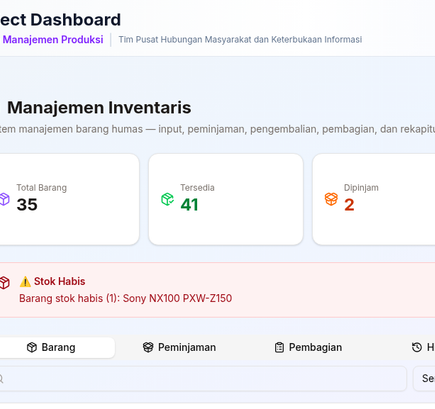 ect Dashboard
Manajemen Produksi
Tim Pusat Hubungan Masyarakat dan Keterbukaan Informasi
Manajemen Inventaris
tem manajemen barang humas — input, peminjaman, pengembalian, pembagian, dan rekapitu
Total Barang
35
Tersedia
41
Dipinjam
2
⚠️ Stok Habis
Barang stok habis (1): Sony NX100 PXW-Z150
Barang
Peminjaman
Pembagian
H
Se